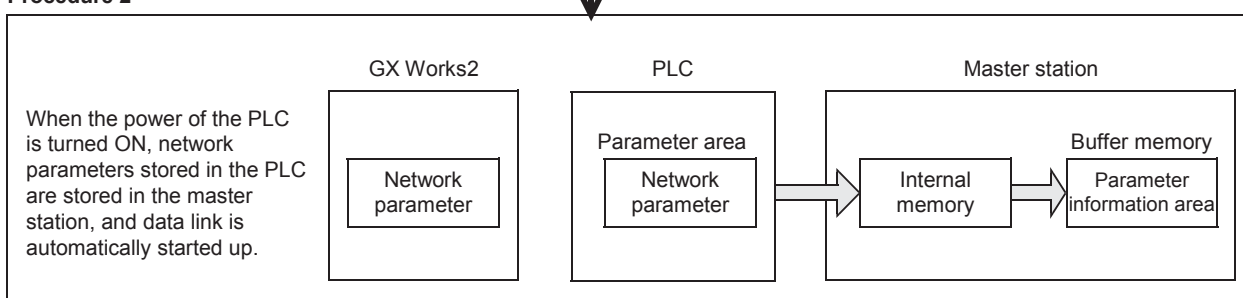 Procedure 2
GX Works2
PLC
Master station
When the power of the PLC
is turned ON, network
parameters stored in the PLC
are stored in the master
station, and data link is
automatically started up.
Network
parameter
Parameter area
Network
parameter
Internal
memory
Buffer memory
Parameter
information area